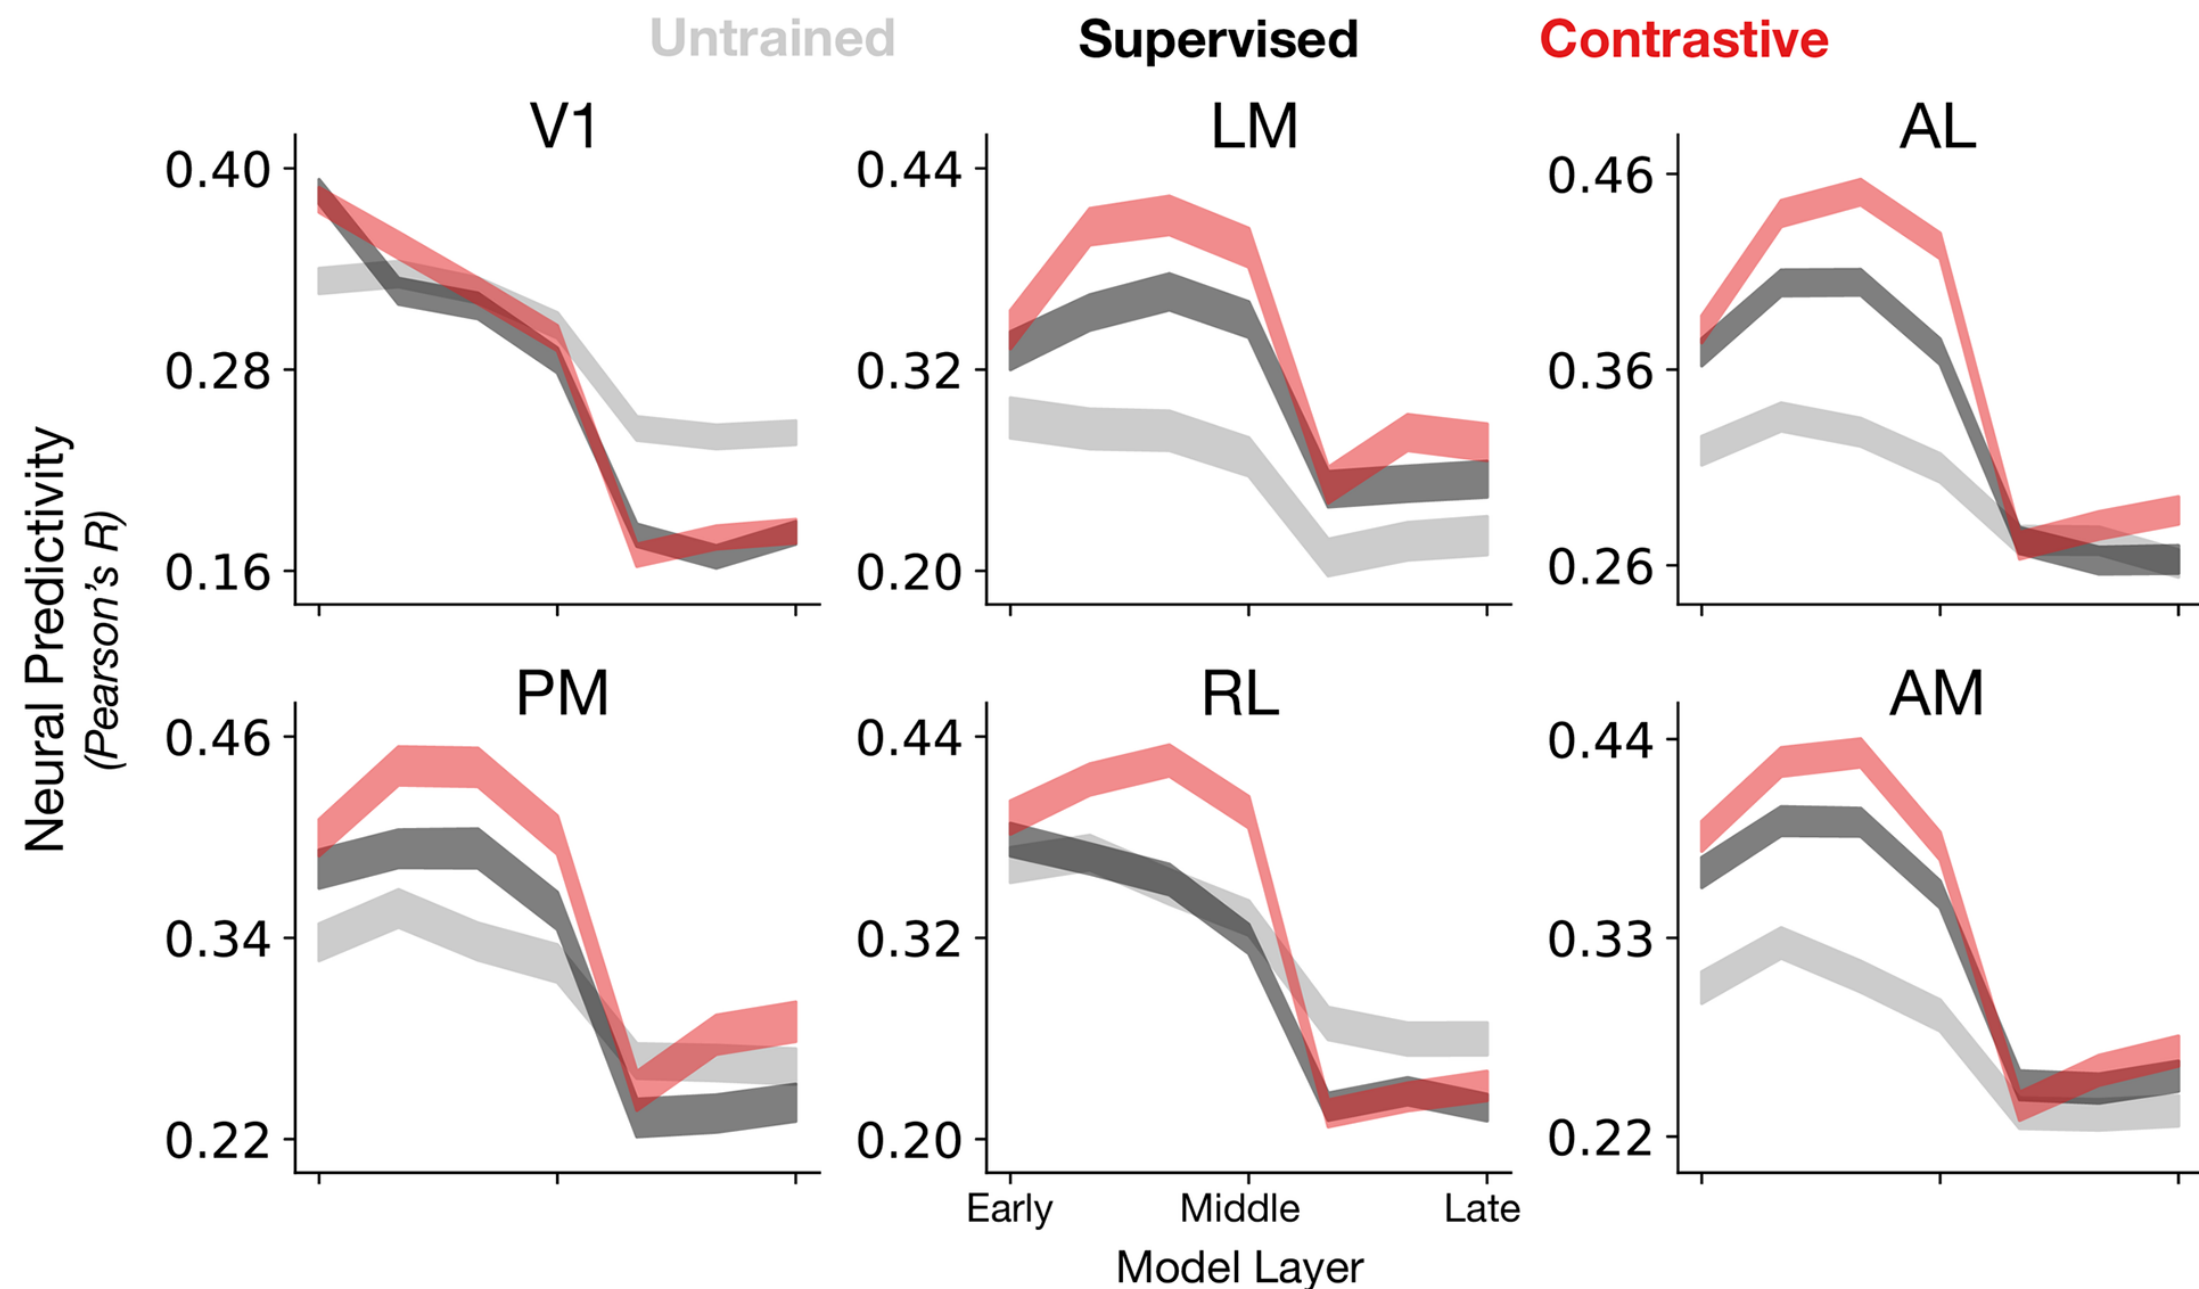 Untrained Supervised Contrastive
V1
0.40
0.28
0.16
LM
0.44
0.32
0.20
AL
0.46
0.36
0.26
Neural Predictivity
(Pearson's R)
PM
0.46
0.34
0.22
RL
0.44
0.32
0.20
Early Middle Late
Model Layer
AM
0.44
0.33
0.22